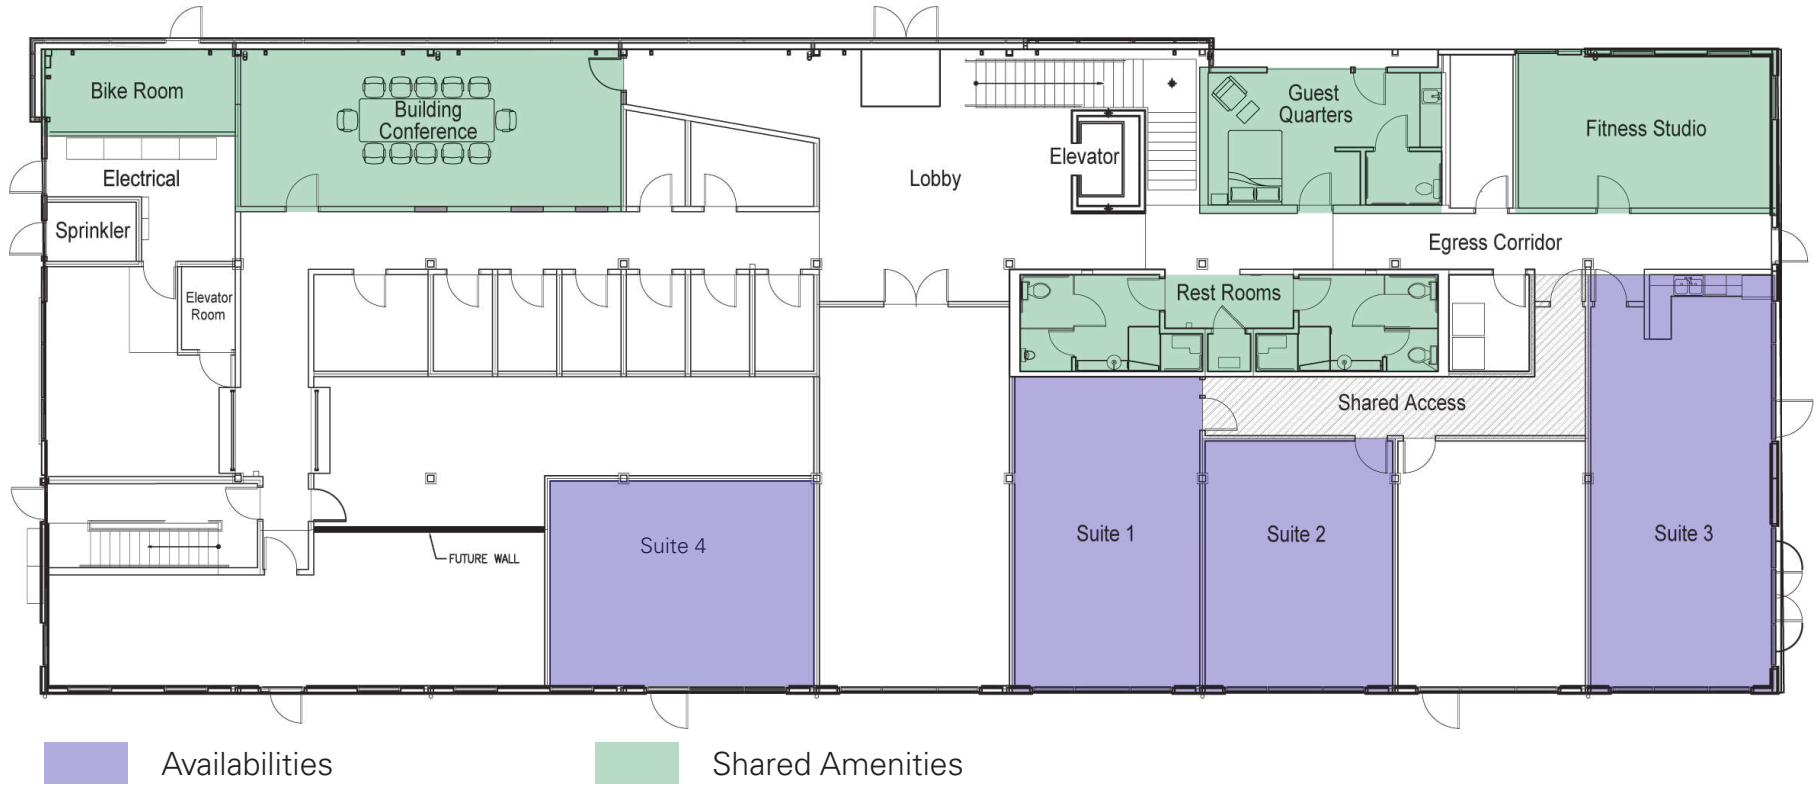 Bike Room
Building
Conference
Guest
Quarters
Fitness Studio
Elevator
Electrical
Lobby
Sprinkler
Egress Corridor
Elevator
Room
Rest Rooms
Shared Access
Suite 1
Suite 2
Suite 3
Suite 4
FUTURE WALL
Availabilities
Shared Amenities